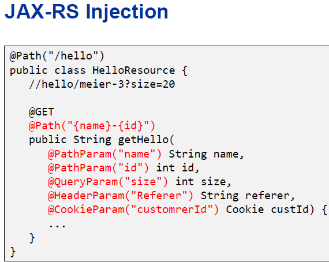 JAX-RS Injection
@Path("/hello")
public class HelloResource {
//hello/meier-3?size=20
@GET
@Path("{name}-{id}")
public String getHello(
@PathParam("name") String name,
@PathParam("id") int id,
@QueryParam("size") int size,
@HeaderParam("Referer") String referer,
@CookieParam("customrerId") Cookie custId) {
...
}
}